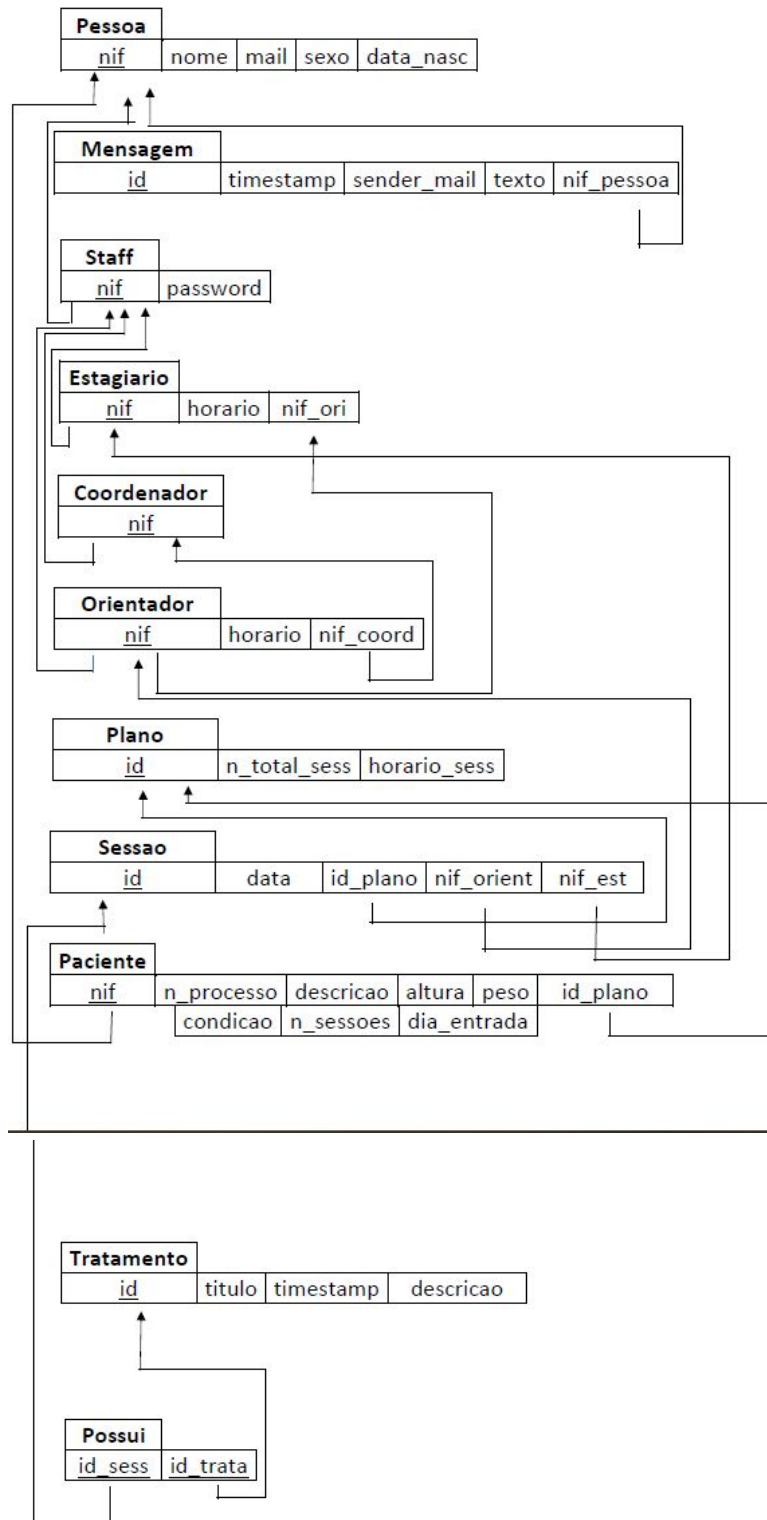 Pessoa
nif nome mail sexo data_nasc
Mensagem
id timestamp sender_mail texto nif_pessoa
Staff
nif password
Estagiario
nif horario nif_ori
Coordenador
nif
Orientador
nif horario nif_coord
Plano
id n_total_sess horario_sess
Sessao
id data id_plano nif_orient nif_est
Paciente
nif n_processo descricao altura peso id_plano
condicao n_sessoes dia_entrada
Tratamento
id titulo timestamp descricao
Possui
id_sess id_trata